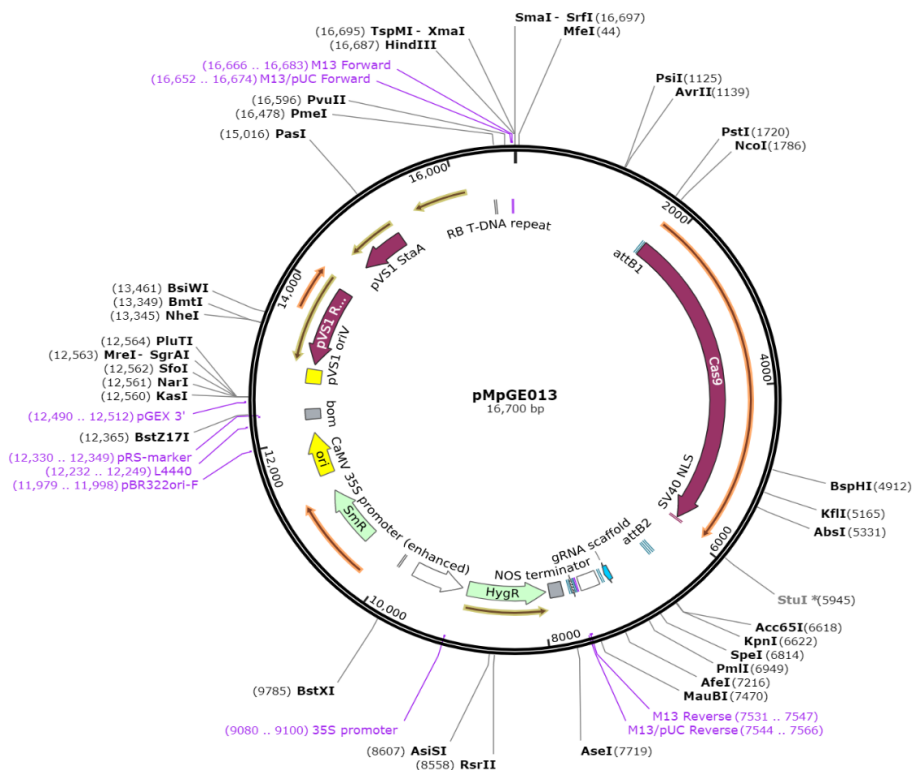 SmaI - SrfI (16,697)
MfeI (44)
PsiI (1125)
AvrII (1139)
PstI (1720)
NcoI (1786)
BspHI (4912)
KflI (5165)
AbsI (5331)
StuI * (5945)
Acc65I (6618)
KpnI (6622)
SpeI (6814)
PmlI (6949)
AfeI (7216)
MauBI (7470)
M13 Reverse (7531 .. 7547)
M13/pUC Reverse (7544 .. 7566)
AseI (7719)
(8558) RsrII
(8607) AsiSI
(9080 .. 9100) 35S promoter
(9785) BstXI
(11,979 .. 11,998) pBR322ori-F
(12,232 .. 12,249) L4440
(12,330 .. 12,349) pRS-marker
(12,365) BstZ17I
(12,490 .. 12,512) pGEX 3'
(12,560) KasI
(12,561) NarI
(12,562) SfoI
(12,563) MreI - SgrAI
(12,564) PluTI
(13,345) NheI
(13,349) BmtI
(13,461) BsiWI
(15,016) PasI
(16,478) PmeI
(16,596) PvuII
(16,652 .. 16,674) M13/pUC Forward
(16,666 .. 16,683) M13 Forward
(16,687) HindIII
(16,695) TspMI - XmaI
2000
4000
6000
8000
10,000
12,000
14,000
16,000
RB T-DNA repeat
attB1
Cas9
SV40 NLS
attB2
gRNA scaffold
NOS terminator
HygR
CaMV 35S promoter (enhanced)
SmR
ori
bom
pVS1 oriV
pVS1 R...
pVS1 StaA
pMpGE013
16,700 bp